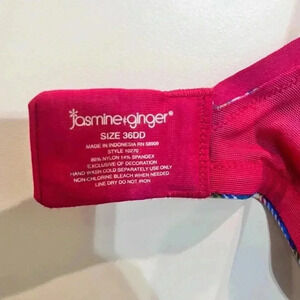 jasmine+ginger®
SIZE 36DD
MADE IN INDONESIA RN 58909
STYLE 10270
86% NYLON 14% SPANDEX
EXCLUSIVE OF DECORATION
HAND WASH COLD SEPARATELY USE ONLY
NON-CHLORINE BLEACH WHEN NEEDED
LINE DRY DO NOT IRON